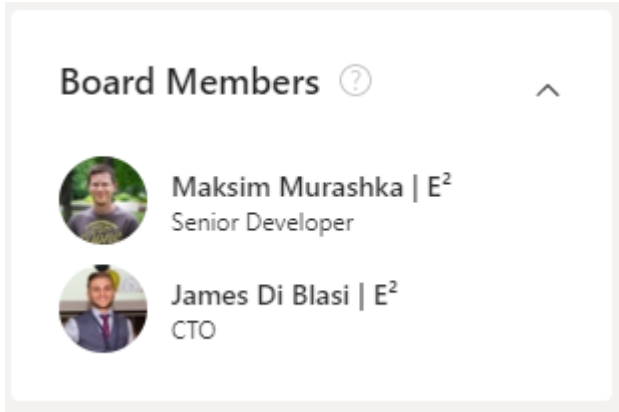 Board Members ?
Maksim Murashka | E²
Senior Developer
James Di Blasi | E²
CTO